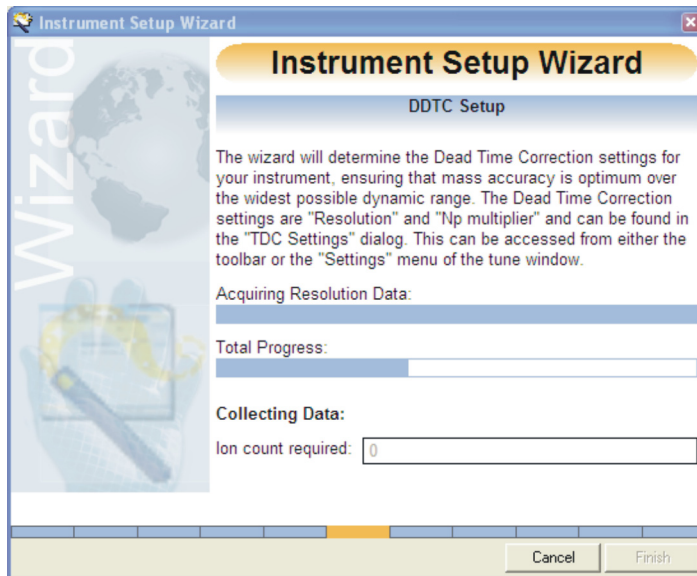 Instrument Setup Wizard
Wizard
Instrument Setup Wizard
DDTC Setup
The wizard will determine the Dead Time Correction settings for
your instrument, ensuring that mass accuracy is optimum over
the widest possible dynamic range. The Dead Time Correction
settings are "Resolution" and "Np multiplier" and can be found in
the "TDC Settings" dialog. This can be accessed from either the
toolbar or the "Settings" menu of the tune window.
Acquiring Resolution Data:
Total Progress:
Collecting Data:
Ion count required: 0
Cancel Finish